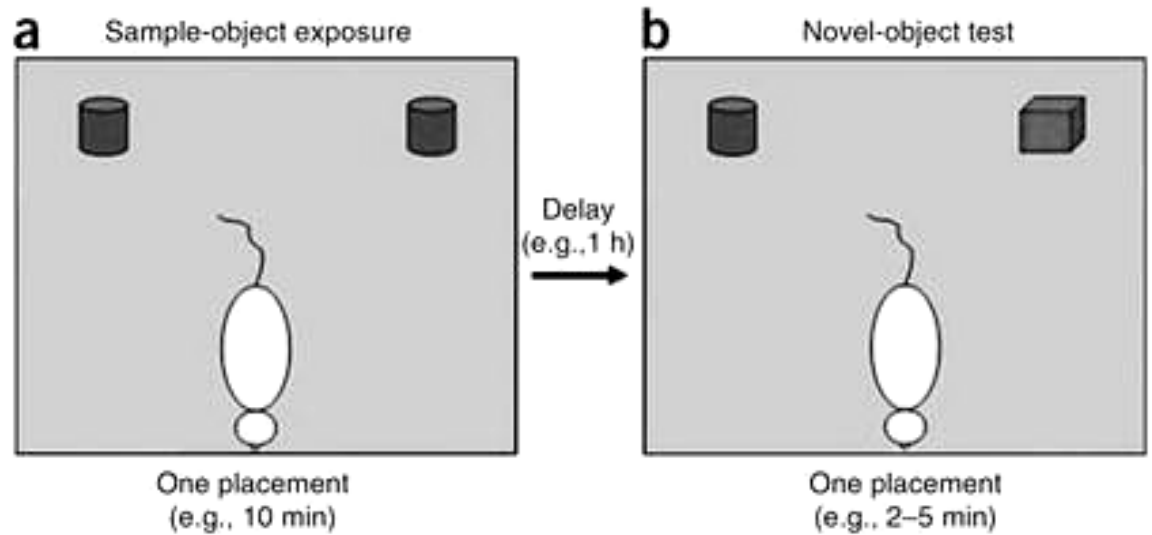 a Sample-object exposure
b Novel-object test
Delay
(e.g.,1 h)
One placement
(e.g., 10 min)
One placement
(e.g., 2–5 min)